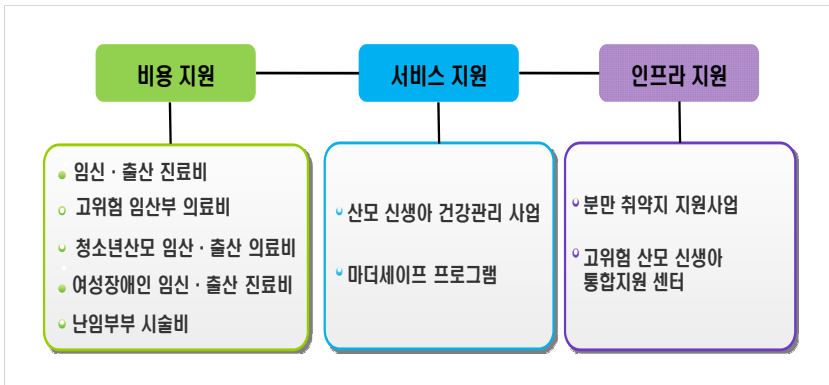 비용 지원
서비스 지원
인프라 지원
임신 · 출산 진료비
고위험 임산부 의료비
청소년산모 임산 · 출산 의료비
여성장애인 임신 · 출산 진료비
난임부부 시술비
산모 신생아 건강관리 사업
마더세이프 프로그램
분만 취약지 지원사업
고위험 산모 신생아
통합지원 센터